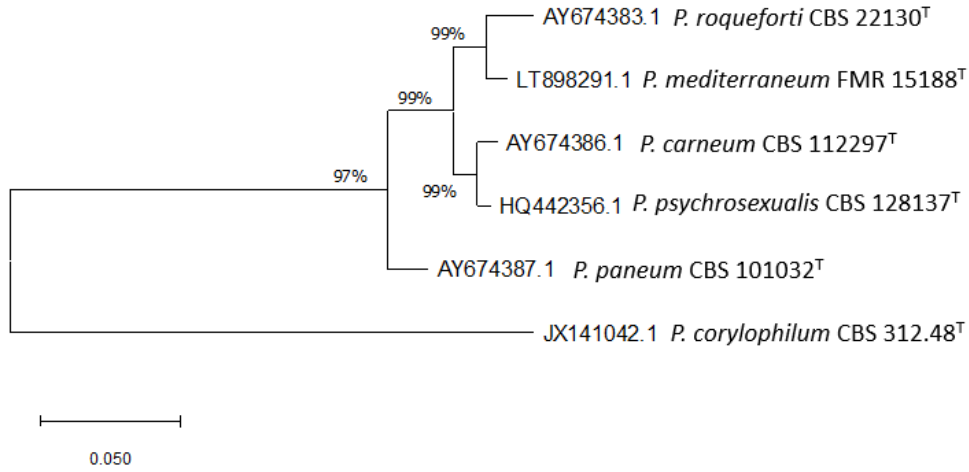 AY674383.1 P. roqueforti CBS 22130ᵀ
99%
LT898291.1 P. mediterraneum FMR 15188ᵀ
99%
AY674386.1 P. carneum CBS 112297ᵀ
97%
99%
HQ442356.1 P. psychrosexualis CBS 128137ᵀ
AY674387.1 P. paneum CBS 101032ᵀ
JX141042.1 P. corylophilum CBS 312.48ᵀ
0.050